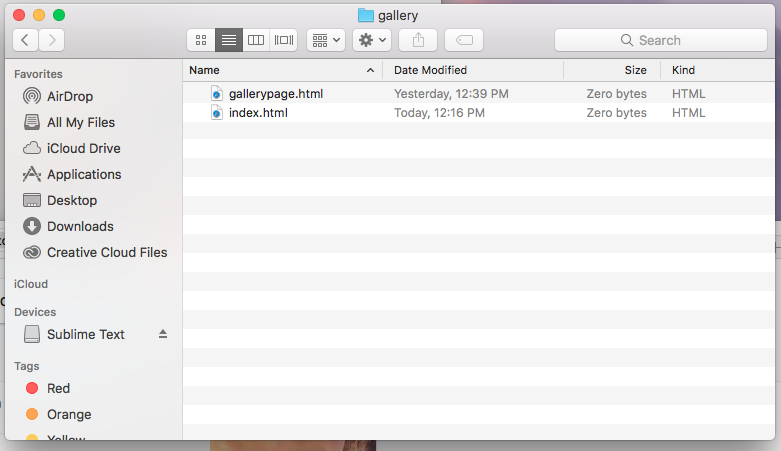 gallery
Search
Favorites
AirDrop
All My Files
iCloud Drive
Applications
Desktop
Downloads
Creative Cloud Files
iCloud
Devices
Sublime Text
Tags
Red
Orange
Yellow
Name Date Modified Size Kind
gallerypage.html Yesterday, 12:39 PM Zero bytes HTML
index.html Today, 12:16 PM Zero bytes HTML